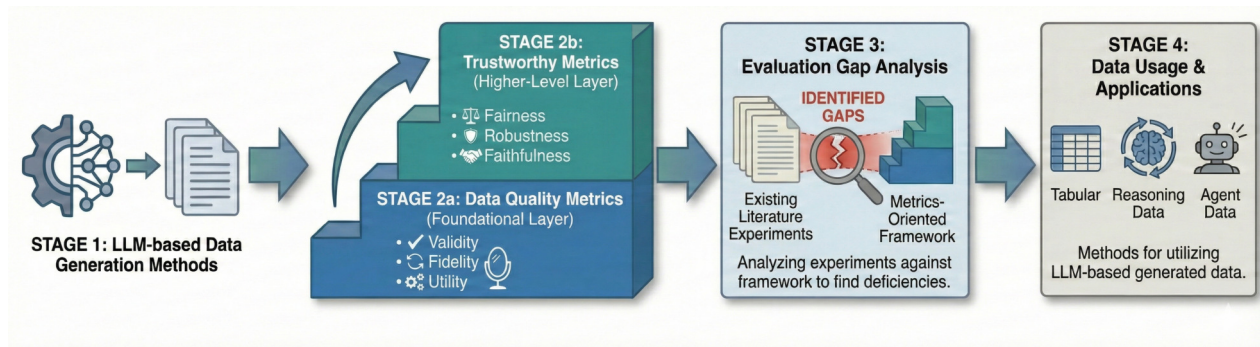 STAGE 1: LLM-based Data
Generation Methods
STAGE 2b:
Trustworthy Metrics
(Higher-Level Layer)
• Fairness
• Robustness
• Faithfulness
STAGE 2a: Data Quality Metrics
(Foundational Layer)
• Validity
• Fidelity
• Utility
STAGE 3:
Evaluation Gap Analysis
IDENTIFIED
GAPS
Existing
Literature
Experiments
Metrics-
Oriented
Framework
Analyzing experiments against
framework to find deficiencies.
STAGE 4:
Data Usage &
Applications
Tabular
Reasoning
Data
Agent
Data
Methods for utilizing
LLM-based generated data.